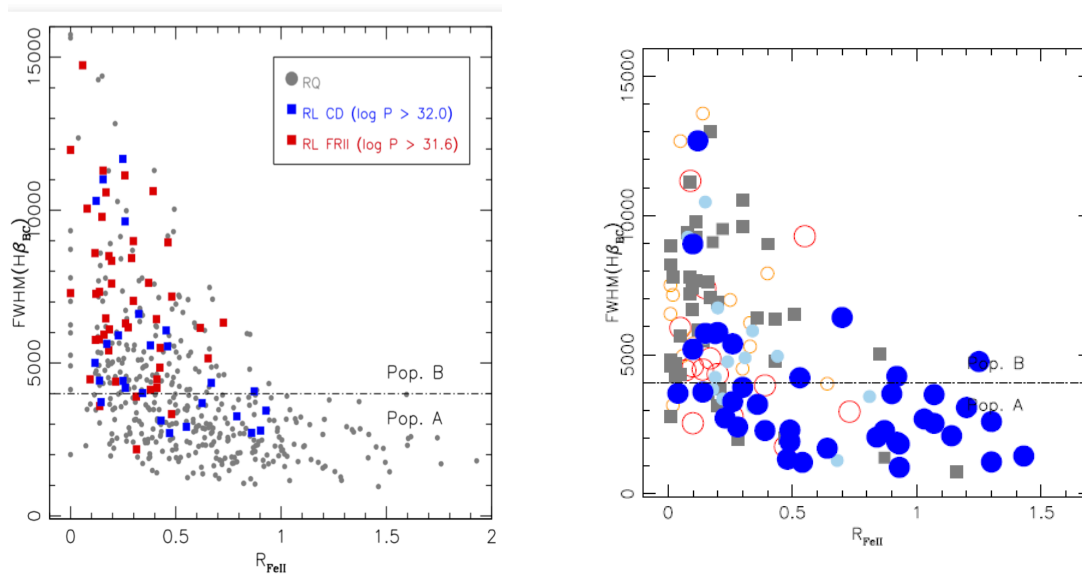 15000
RQ
RL CD (log P > 32.0)
RL FRII (log P > 31.6)
10000
FWHM(Hβ_BC)
5000
Pop. B
Pop. A
0
0 0.5 1 1.5 2
R_FeII
15000
10000
FWHM(Hβ_BC)
5000
Pop. B
Pop. A
0
0 0.5 1 1.5
R_FeII